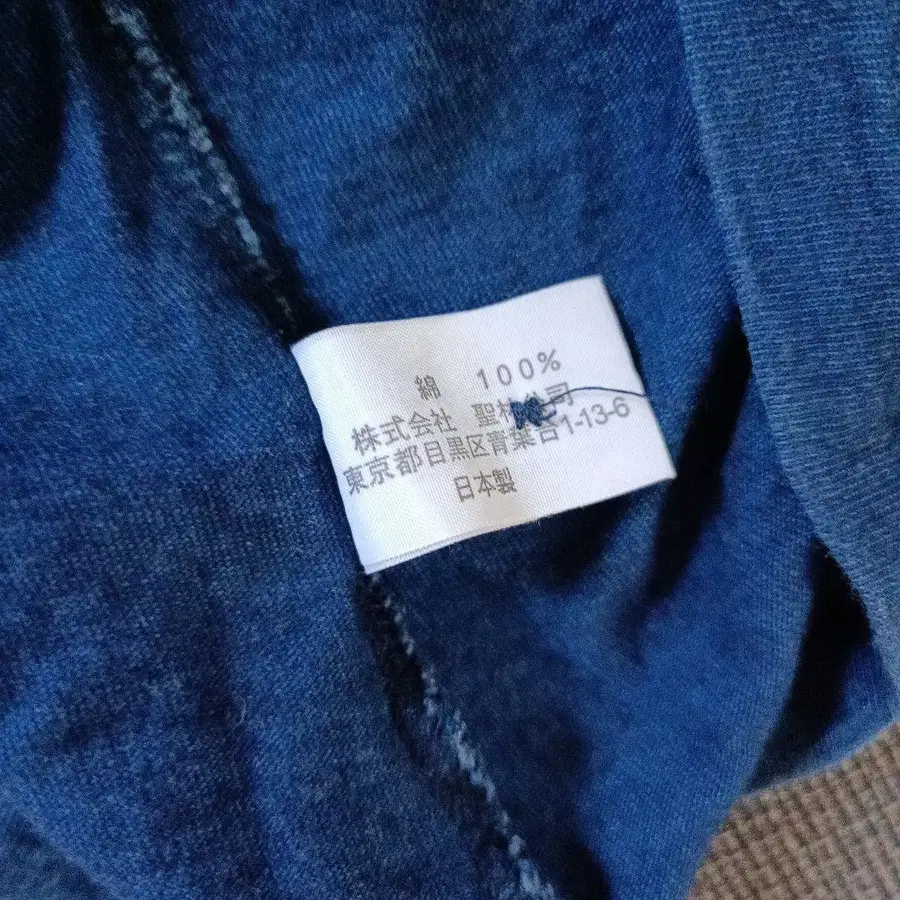 綿 100%
株式会社 聖林公司
東京都目黒区青葉台1-13-6
日本製